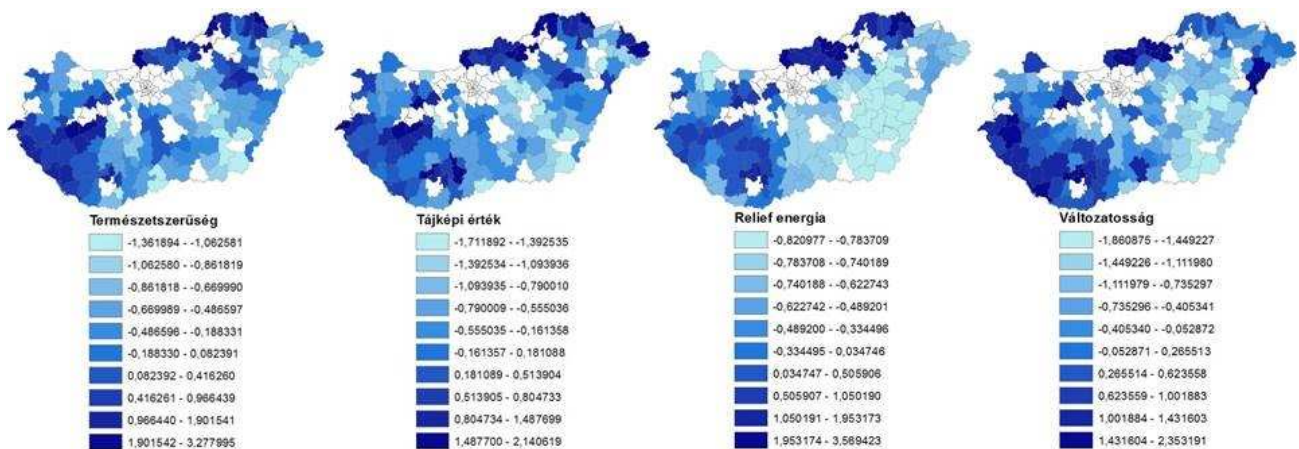 Természetszerűség
-1,361894 - -1,062581
-1,062580 - -0,861819
-0,861818 - -0,669990
-0,669989 - -0,486597
-0,486596 - -0,188331
-0,188330 - 0,082391
0,082392 - 0,416260
0,416261 - 0,966439
0,966440 - 1,901541
1,901542 - 3,277995
Tájképi érték
-1,711892 - -1,392535
-1,392534 - -1,093936
-1,093935 - -0,790010
-0,790009 - -0,555036
-0,555035 - -0,161358
-0,161357 - 0,181088
0,181089 - 0,513904
0,513905 - 0,804733
0,804734 - 1,487699
1,487700 - 2,140619
Relief energia
-0,820977 - -0,783709
-0,783708 - -0,740189
-0,740188 - -0,622743
-0,622742 - -0,489201
-0,489200 - -0,334496
-0,334495 - 0,034746
0,034747 - 0,505906
0,505907 - 1,050190
1,050191 - 1,953173
1,953174 - 3,569423
Változatosság
-1,860875 - -1,449227
-1,449226 - -1,111980
-1,111979 - -0,735297
-0,735296 - -0,405341
-0,405340 - -0,052872
-0,052871 - 0,265513
0,265514 - 0,623558
0,623559 - 1,001883
1,001884 - 1,431603
1,431604 - 2,353191